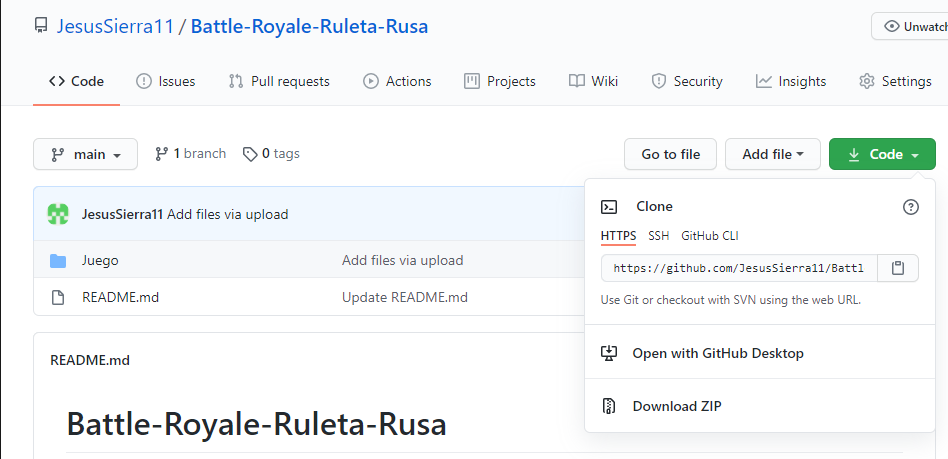 JesusSierra11 / Battle-Royale-Ruleta-Rusa
Unwatch
Code Issues Pull requests Actions Projects Wiki Security Insights Settings
main 1 branch 0 tags Go to file Add file Code
JesusSierra11 Add files via upload
Juego Add files via upload
README.md Update README.md
Clone
HTTPS SSH GitHub CLI
https://github.com/JesusSierra11/Battl
Use Git or checkout with SVN using the web URL.
Open with GitHub Desktop
Download ZIP
README.md
Battle-Royale-Ruleta-Rusa